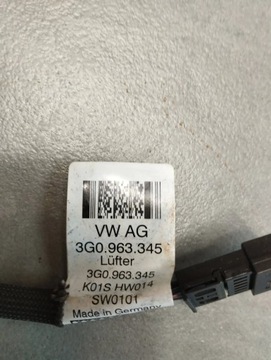 VW AG
3G0.963.345
Lüfter
3G0.963.345
K01S HW014
SW0101
Made in Germany